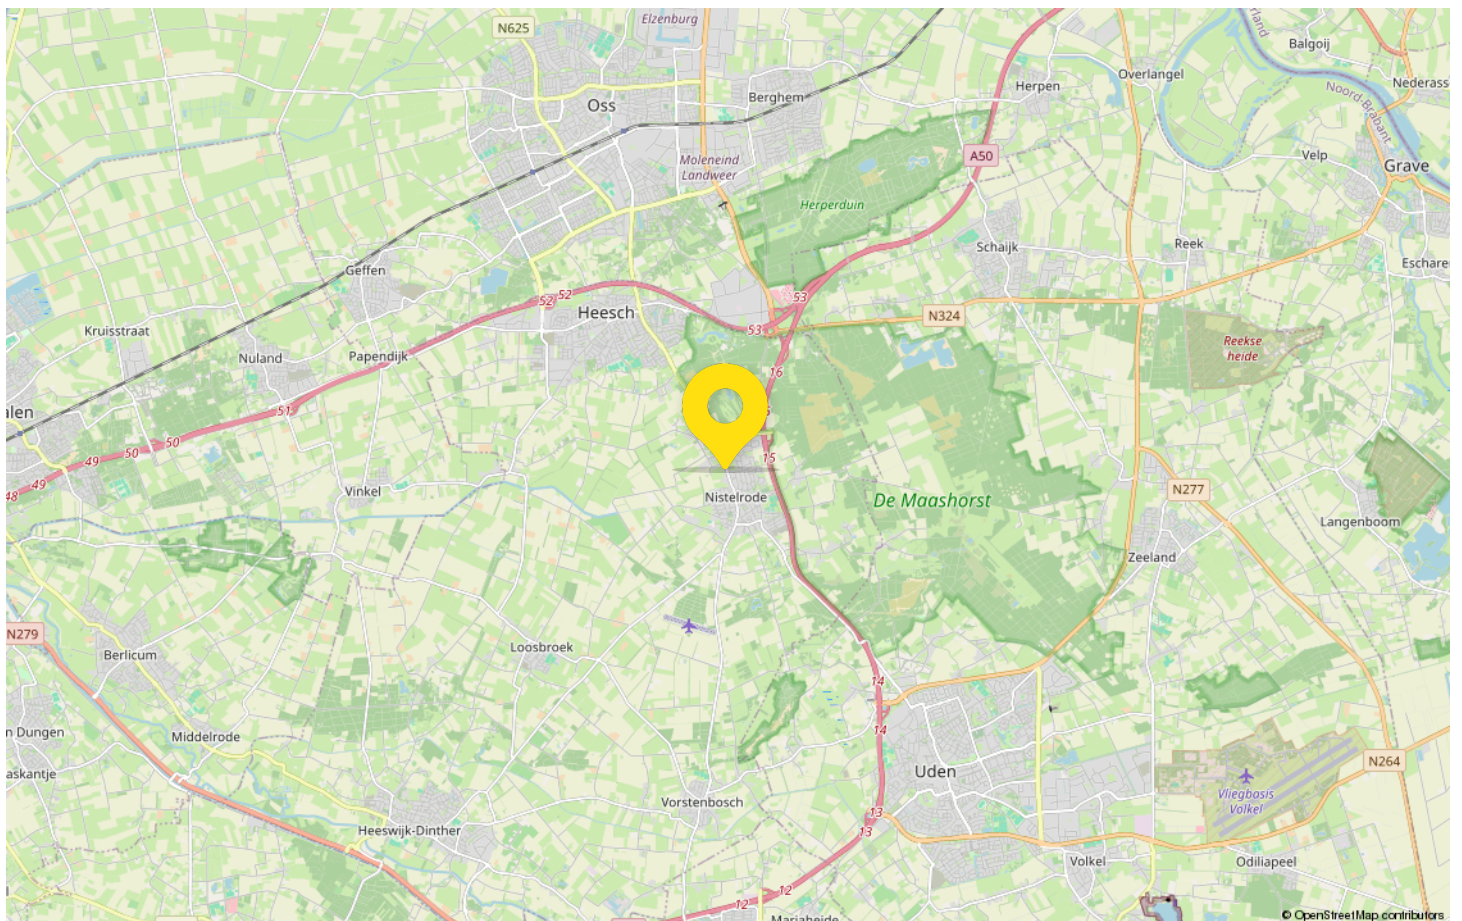 N625
Elzenburg
Balgoij
Overlangel
Nederass
Herpen
Berghem
Oss
Noord-Brabant
A50
Velp
Grave
Moleneind
Landweer
Herperduin
Schaijk
Reek
Escharen
Geffen
52
52
53
Heesch
N324
Kruisstraat
53
Reekse
heide
Nuland
Papendijk
16
alen
51
50
50
49
49
48
15
Vinkel
Nistelrode
De Maashorst
N277
Langenboom
Zeeland
N279
Berlicum
Loosbroek
14
n Dungen
Middelrode
14
askantje
Uden
N264
Vliegbasis
Volkel
Vorstenbosch
13
13
Heeswijk-Dinther
Volkel
Odiliapeel
12
12
Mariaheide
© OpenStreetMap contributors